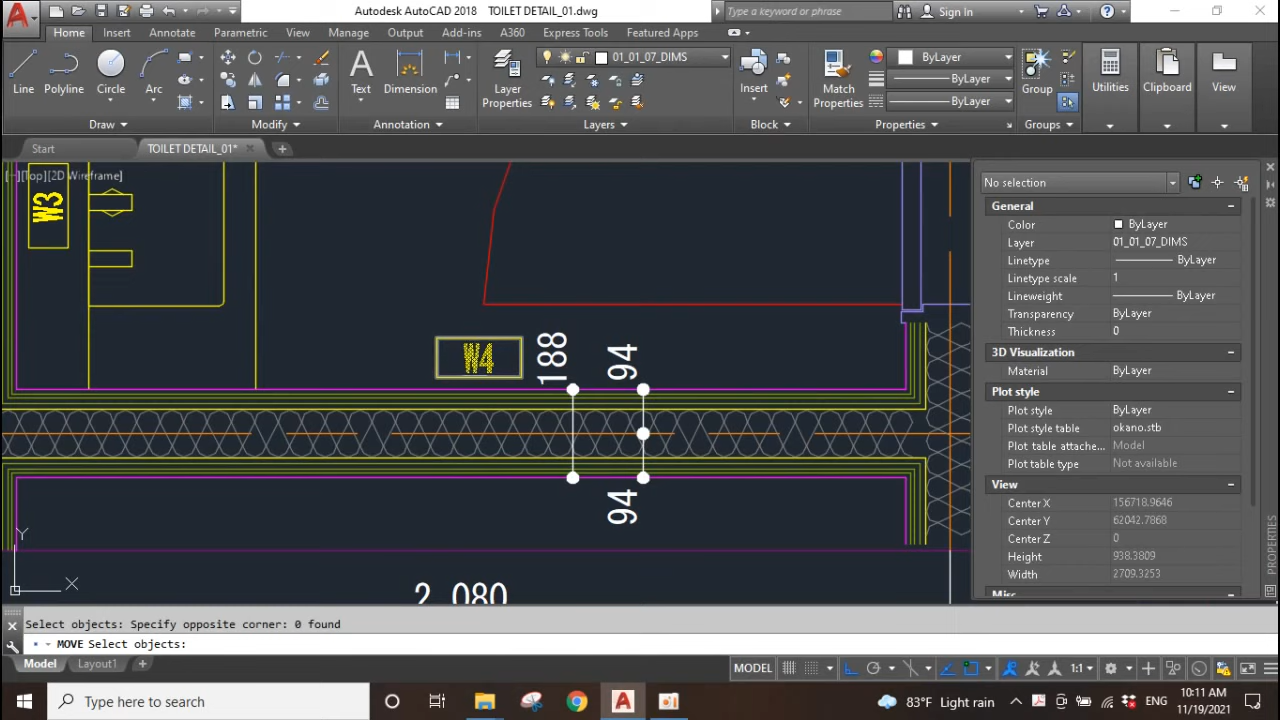 Autodesk AutoCAD 2018 TOILET DETAIL_01.dwg
Type a keyword or phrase
Sign In
Home Insert Annotate Parametric View Manage Output Add-ins A360 Express Tools Featured Apps
Line Polyline Circle Arc
Text Dimension
Layer Properties
01_01_07_DIMS
Insert
Match Properties
ByLayer
ByLayer
ByLayer
Group
Utilities
Clipboard
View
Draw Modify Annotation Layers Block Properties Groups
Start TOILET DETAIL_01*
[−][Top][2D Wireframe]
W3
W4
188
94
94
2 080
Y
X
No selection
General
Color ByLayer
Layer 01_01_07_DIMS
Linetype ByLayer
Linetype scale 1
Lineweight ByLayer
Transparency ByLayer
Thickness 0
3D Visualization
Material ByLayer
Plot style
Plot style ByLayer
Plot style table okano.stb
Plot table attache... Model
Plot table type Not available
View
Center X 156718.9646
Center Y 62042.7868
Center Z 0
Height 938.3809
Width 2709.3253
Misc
PROPERTIES
Select objects: Specify opposite corner: 0 found
MOVE Select objects:
Model Layout1
MODEL
1:1
Type here to search
83°F Light rain
ENG
10:11 AM
11/19/2021